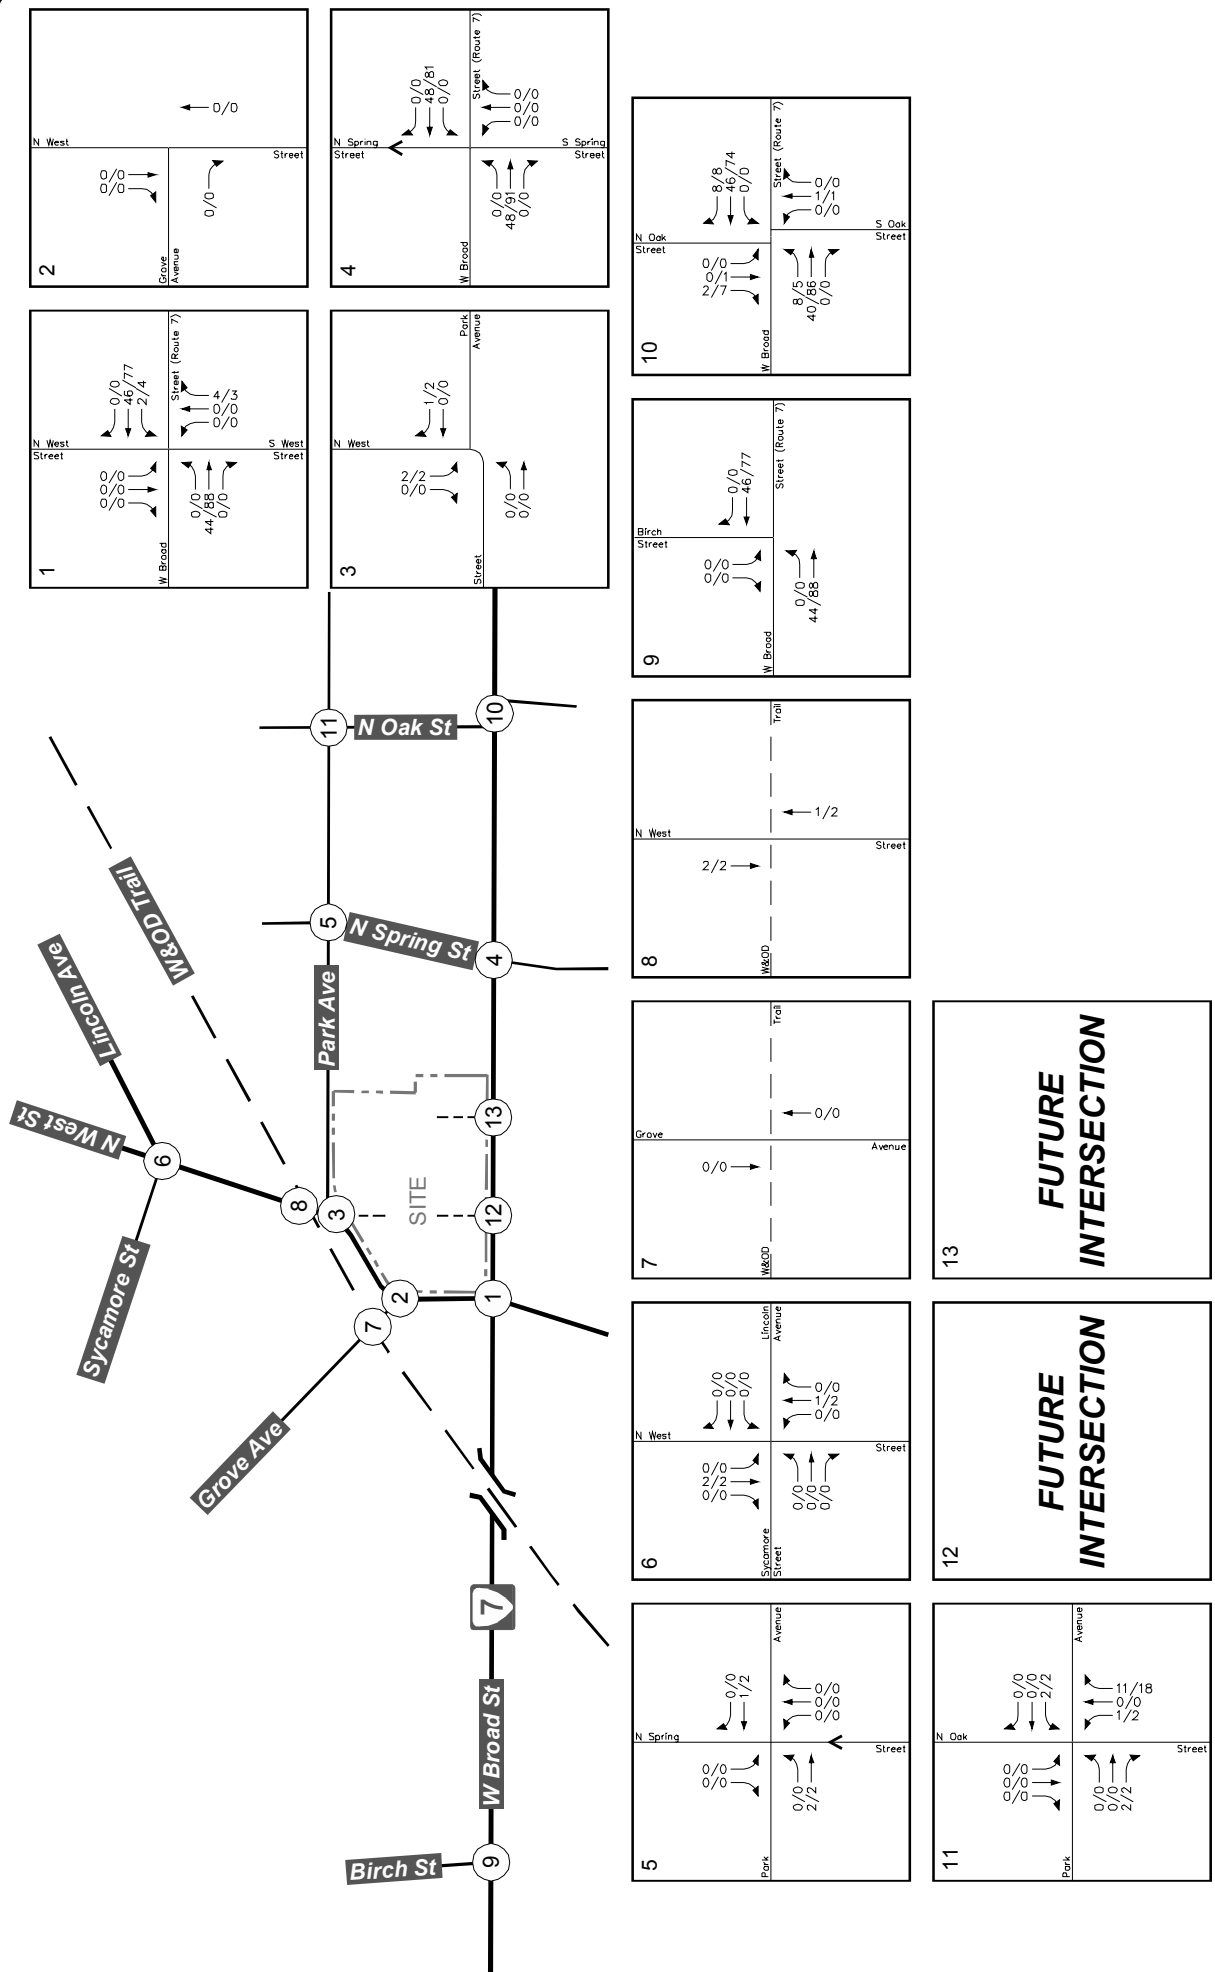 2
N West
Street
Grove
Avenue
0/0
0/0
0/0
0/0
4
N Spring
Street
S Spring
Street
W Broad
Street (Route 7)
0/0
48/81
0/0
0/0
0/0
0/0
0/0
48/91
0/0
1
N West
Street
S West
Street
W Broad
Street (Route 7)
0/0
46/77
2/4
0/0
0/0
0/0
4/3
0/0
0/0
0/0
44/88
0/0
3
N West
Street
Park
Avenue
1/2
0/0
2/2
0/0
0/0
0/0
10
N Oak
Street
S Oak
Street
W Broad
Street (Route 7)
8/8
46/74
0/0
0/0
0/1
2/7
0/0
1/1
0/0
8/5
40/86
0/0
9
Birch
Street
W Broad
Street (Route 7)
0/0
46/77
0/0
0/0
0/0
44/88
8
N West
Street
W&OD
Trail
2/2
1/2
7
Grove
Avenue
W&OD
Trail
0/0
0/0
6
N West
Street
Sycamore
Street
Lincoln
Avenue
0/0
0/0
0/0
0/0
2/2
0/0
0/0
1/2
0/0
0/0
0/0
0/0
5
N Spring
Street
Park
Avenue
0/0
1/2
0/0
0/0
0/0
0/0
0/0
0/0
2/2
11
N Oak
Street
Park
Avenue
0/0
0/0
2/2
0/0
0/0
0/0
11/18
0/0
1/2
0/0
0/0
2/2
12
FUTURE
INTERSECTION
13
FUTURE
INTERSECTION
N Oak St
W&OD Trail
Lincoln Ave
N Spring St
Park Ave
N West St
Sycamore St
Grove Ave
SITE
7
W Broad St
Birch St
11
10
5
4
6
8
3
13
12
2
1
7
9